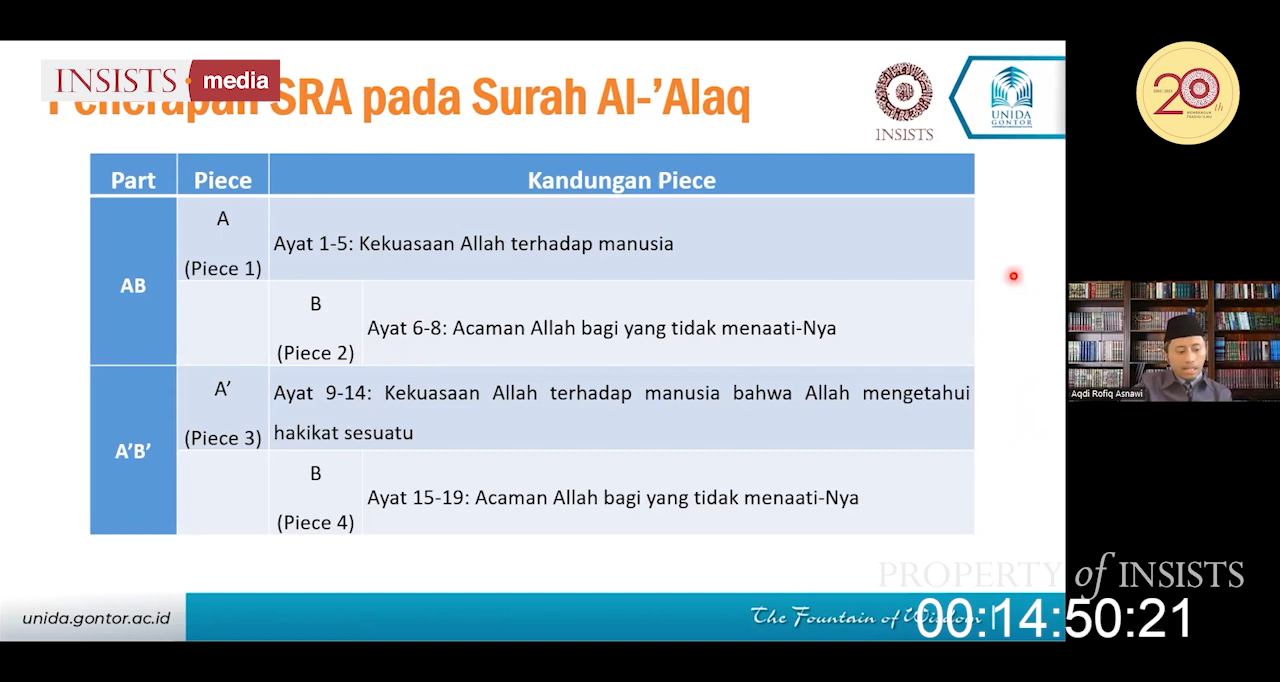 INSISTS media
Penerapan SRA pada Surah Al-’Alaq
INSISTS
UNIDA
GONTOR
20th
Part Piece Kandungan Piece
AB
A
(Piece 1)
Ayat 1-5: Kekuasaan Allah terhadap manusia
B
(Piece 2)
Ayat 6-8: Acaman Allah bagi yang tidak menaati-Nya
A’B’
A’
(Piece 3)
Ayat 9-14: Kekuasaan Allah terhadap manusia bahwa Allah mengetahui
hakikat sesuatu
B
(Piece 4)
Ayat 15-19: Acaman Allah bagi yang tidak menaati-Nya
Aqdi Rofiq Asnawi
PROPERTY of INSISTS
unida.gontor.ac.id
The Fountain of Wisdom
00:14:50:21